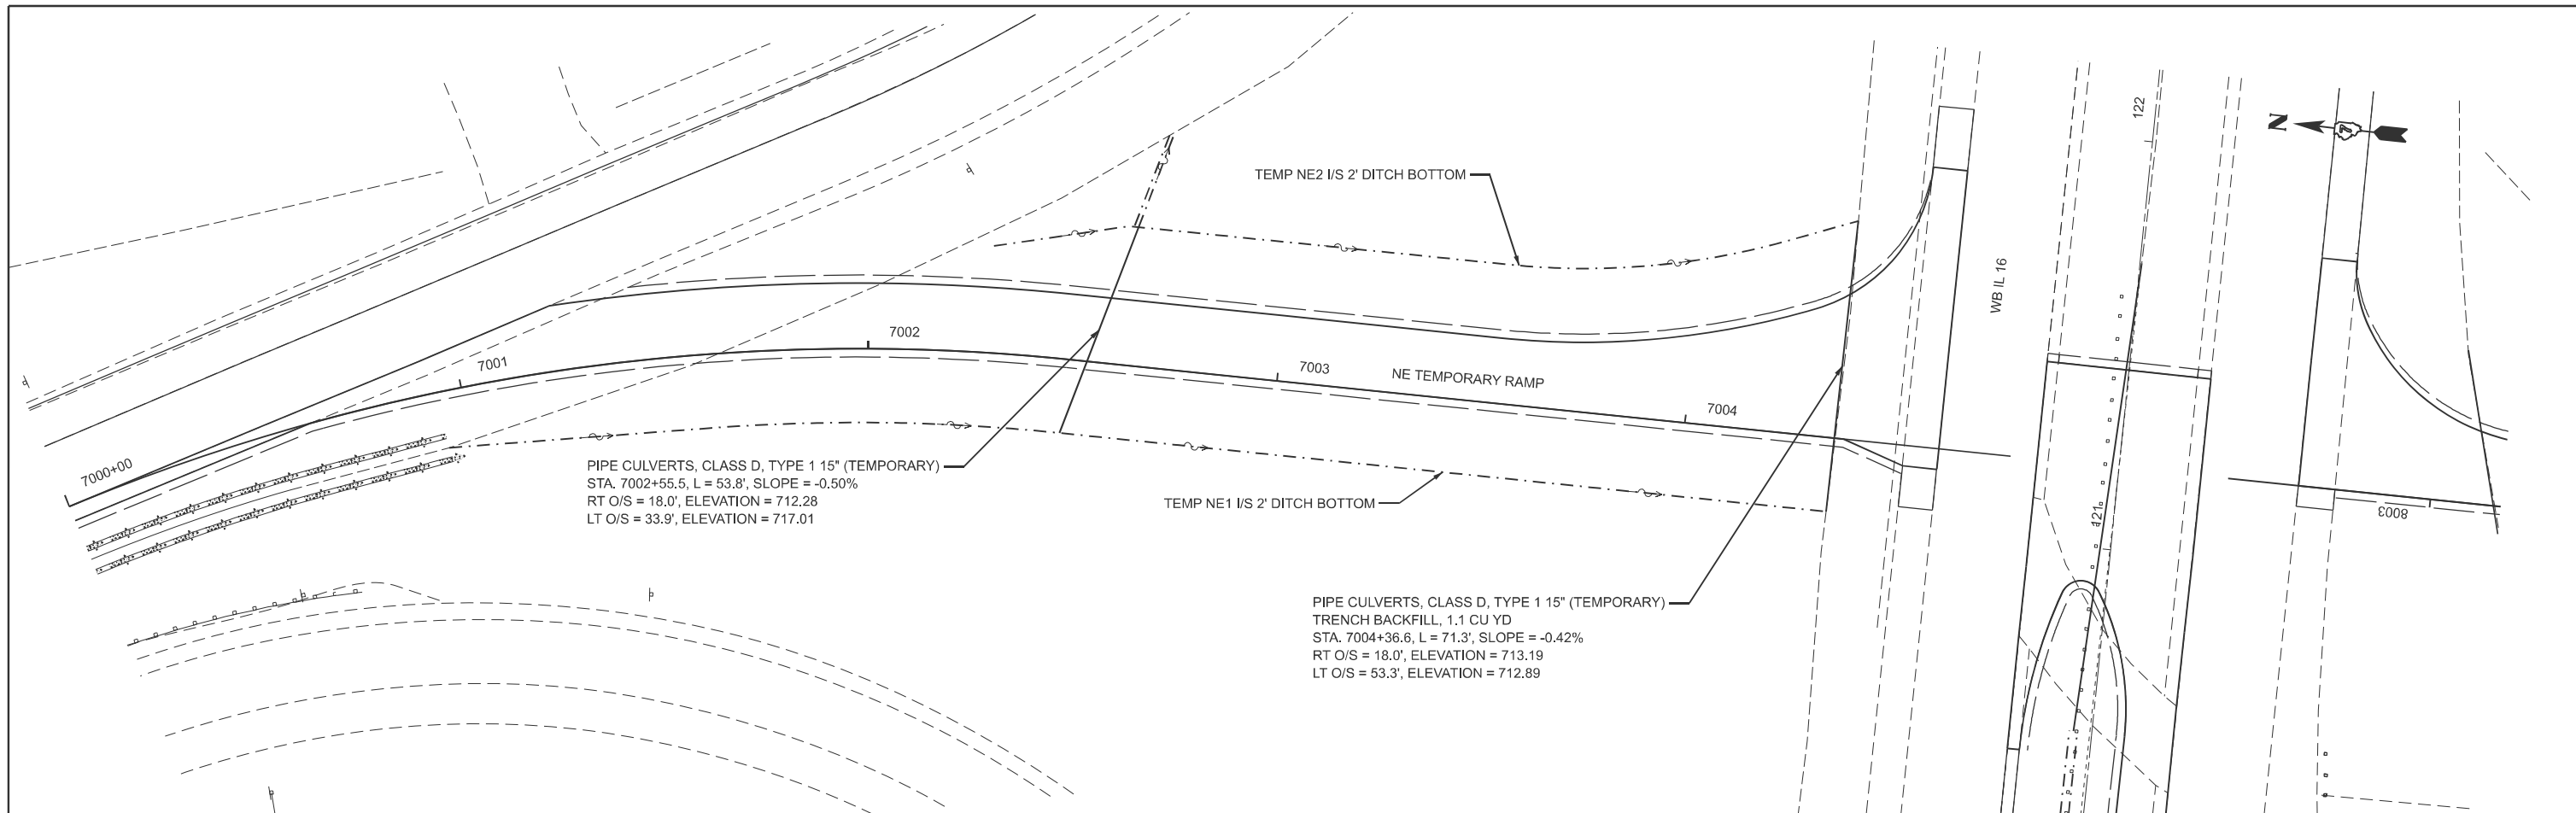 122
N
TEMP NE2 I/S 2' DITCH BOTTOM
WB IL 16
7002
7001
7003
NE TEMPORARY RAMP
7004
7000+00
PIPE CULVERTS, CLASS D, TYPE 1 15" (TEMPORARY)
STA. 7002+55.5, L = 53.8', SLOPE = -0.50%
RT O/S = 18.0', ELEVATION = 712.28
LT O/S = 33.9', ELEVATION = 717.01
TEMP NE1 I/S 2' DITCH BOTTOM
121
8003
PIPE CULVERTS, CLASS D, TYPE 1 15" (TEMPORARY)
TRENCH BACKFILL, 1.1 CU YD
STA. 7004+36.6, L = 71.3', SLOPE = -0.42%
RT O/S = 18.0', ELEVATION = 713.19
LT O/S = 53.3', ELEVATION = 712.89